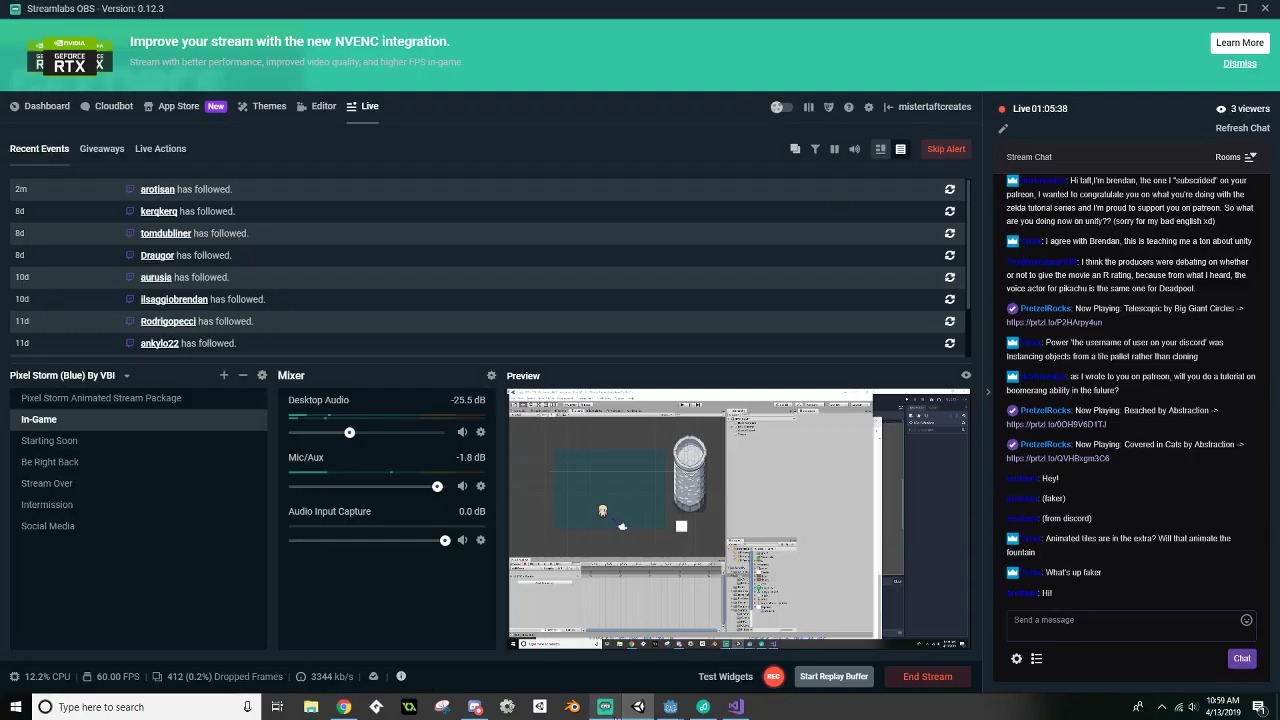 Streamlabs OBS - Version: 0.12.3
NVIDIA
GEFORCE
RTX
Improve your stream with the new NVENC integration.
Stream with better performance, improved video quality, and higher FPS in-game.
Learn More
Dismiss
Dashboard
Cloudbot
App Store
New
Themes
Editor
Live
mistertaftcreates
Live 01:05:38
3 viewers
Refresh Chat
Recent Events
Giveaways
Live Actions
Skip Alert
2m arotisan has followed.
8d kerqkerq has followed.
8d tomdubliner has followed.
8d Draugor has followed.
10d aurusia has followed.
10d ilsaggiobrendan has followed.
11d Rodrigopecci has followed.
11d ankylo22 has followed.
Pixel Storm (Blue) By VBI
Pixel Storm Animated Stream Package
In-Game
Starting Soon
Be Right Back
Stream Over
Intermission
Social Media
Mixer
Desktop Audio -25.5 dB
Mic/Aux -1.8 dB
Audio Input Capture 0.0 dB
Preview
Stream Chat
Rooms
: Hi taft,I'm brendan, the one I "subscrided" on your
patreon, I wanted to congratulate you on what you're doing with the
zelda tutorial series and I'm proud to support you on patreon. So what
are you doing now on unity?? (sorry for my bad english xd)
: I agree with Brendan, this is teaching me a ton about unity
: I think the producers were debating on whether
or not to give the movie an R rating, because from what I heard, the
voice actor for pikachu is the same one for Deadpool.
PretzelRocks: Now Playing: Telescopic by Big Giant Circles ->
https://prtzl.to/P2HArpy4un
: Power 'the username of user on your discord' was
Instancing objects from a tile pallet rather than cloning
: as I wrote to you on patreon, will you do a tutorial on
boomerang ability in the future?
PretzelRocks: Now Playing: Beached by Abstraction ->
https://prtzl.to/0OH9V6D1TJ
PretzelRocks: Now Playing: Covered in Cats by Abstraction ->
https://prtzl.to/QVHBxgm3C6
: Hey!
: (faker)
: (from discord)
: Animated tiles are in the extra? Will that animate the
fountain
: What's up faker
: Hi!
Send a message
Chat
12.2% CPU
60.00 FPS
412 (0.2%) Dropped Frames
3344 kb/s
Test Widgets
REC
Start Replay Buffer
End Stream
Type here to search
10:59 AM
4/13/2019